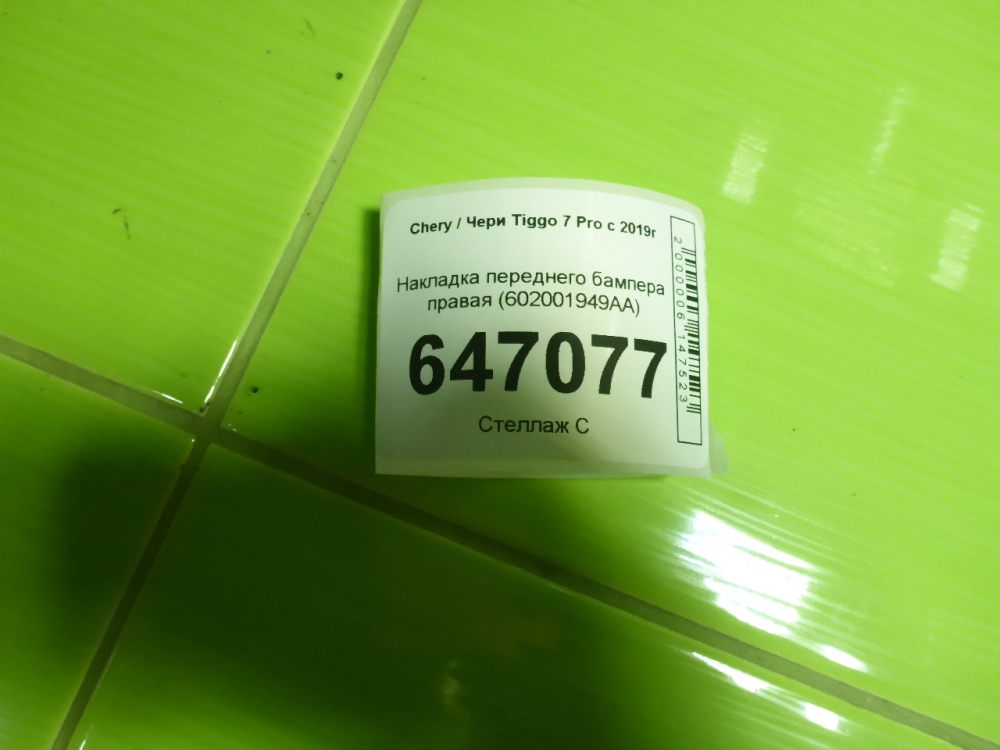 Chery / Чери Tiggo 7 Pro с 2019г
Накладка переднего бампера
правая (602001949AA)
647077
Стеллаж С
2000006147523